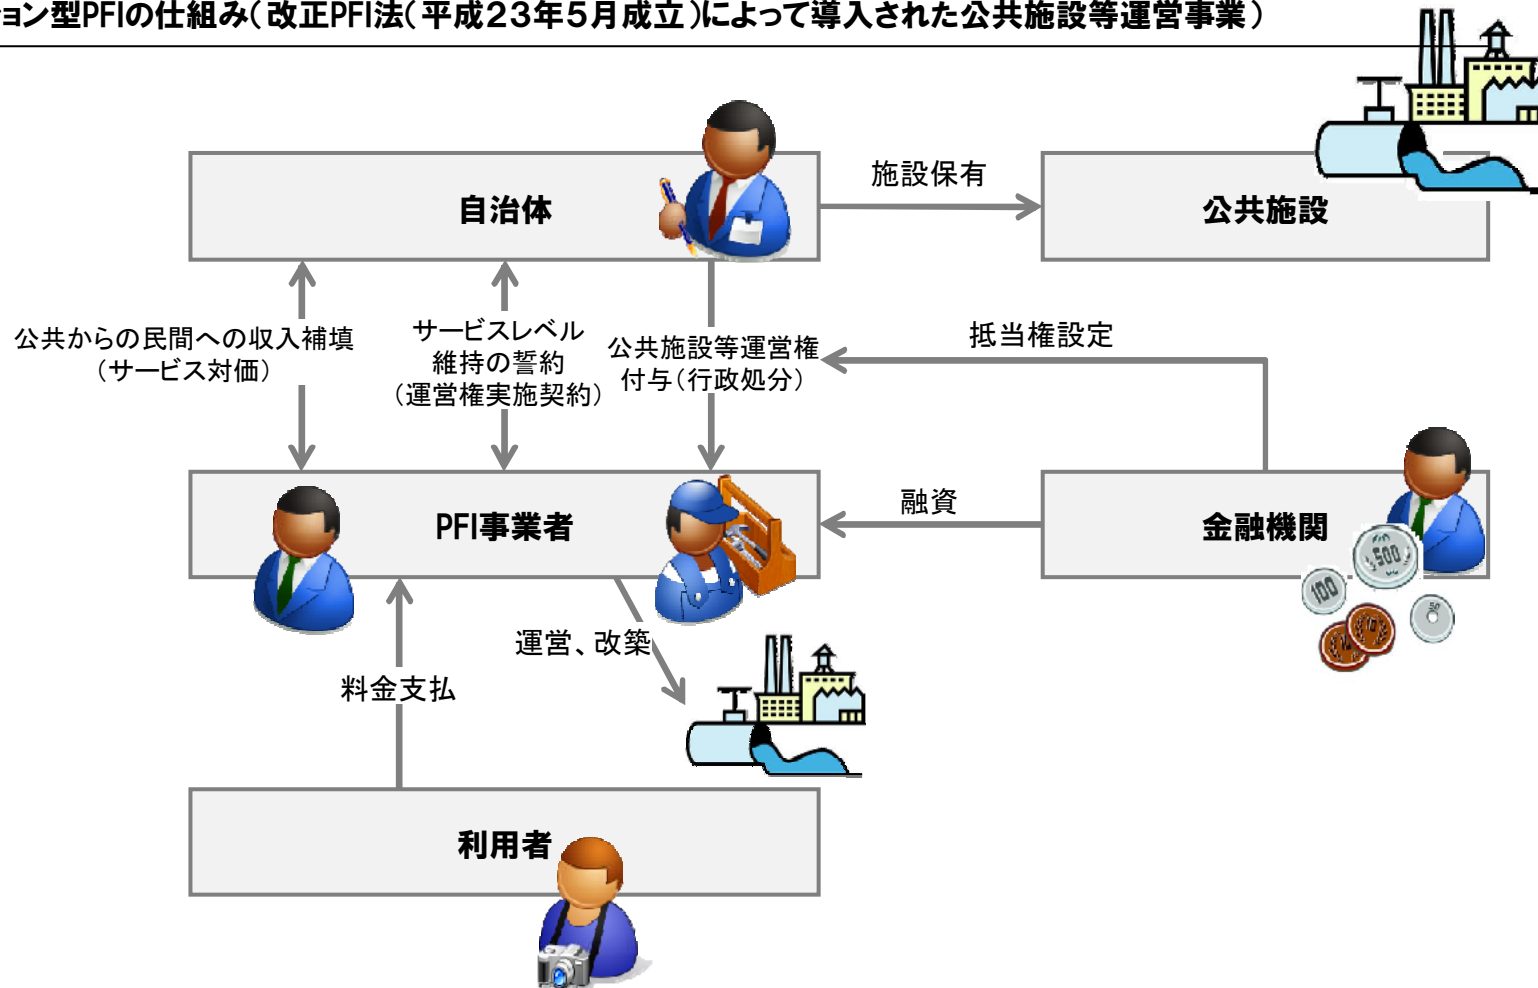 ョン型PFIの仕組み（改正PFI法（平成２３年５月成立）によって導入された公共施設等運営事業）
自治体
施設保有
公共施設
公共からの民間への収入補填
（サービス対価）
サービスレベル
維持の誓約
（運営権実施契約）
公共施設等運営権
付与（行政処分）
抵当権設定
PFI事業者
融資
金融機関
500
100
50
10
運営、改築
料金支払
利用者